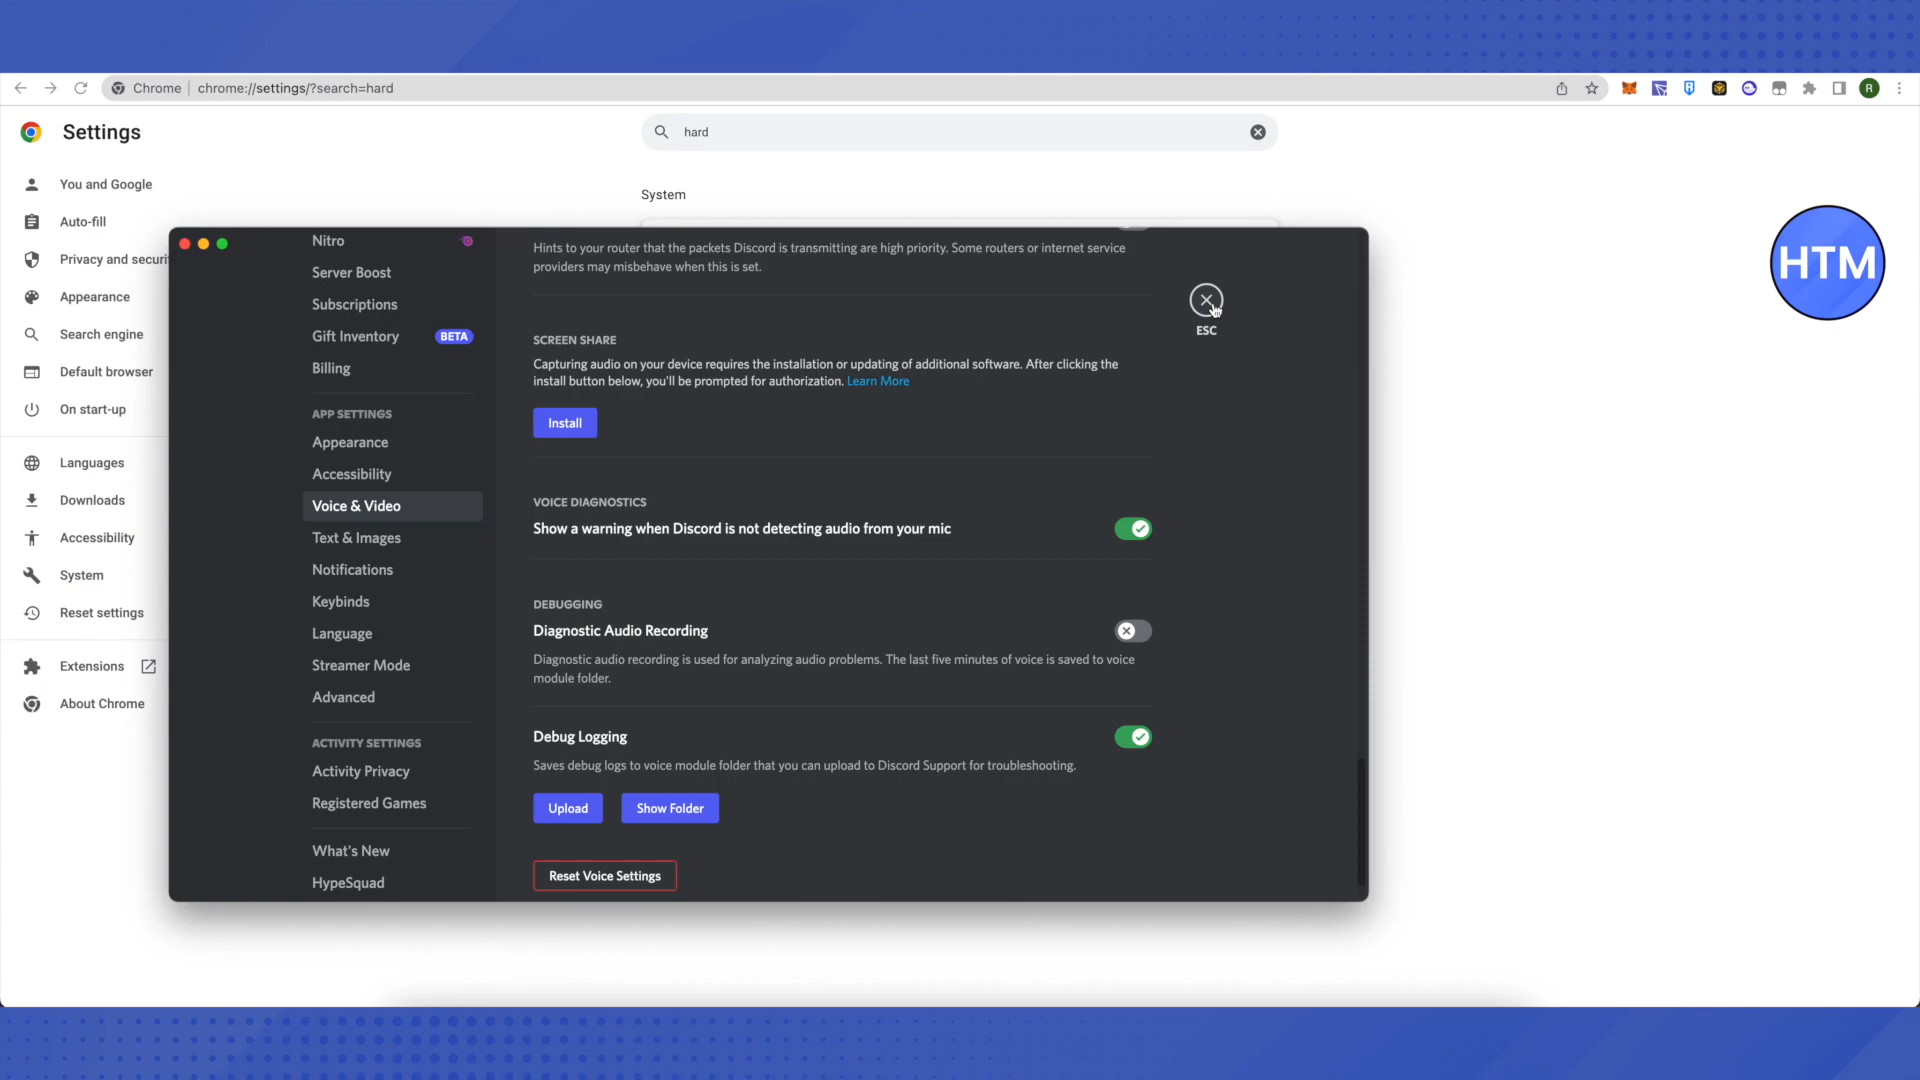 Chrome | chrome://settings/?search=hard
R
Settings
hard
You and Google
Auto-fill
Privacy and securi
Appearance
Search engine
Default browser
On start-up
Languages
Downloads
Accessibility
System
Reset settings
Extensions
About Chrome
System
HTM
Nitro
Server Boost
Subscriptions
Gift Inventory BETA
Billing
APP SETTINGS
Appearance
Accessibility
Voice & Video
Text & Images
Notifications
Keybinds
Language
Streamer Mode
Advanced
ACTIVITY SETTINGS
Activity Privacy
Registered Games
What's New
HypeSquad
Hints to your router that the packets Discord is transmitting are high priority. Some routers or internet service
providers may misbehave when this is set.
ESC
SCREEN SHARE
Capturing audio on your device requires the installation or updating of additional software. After clicking the
install button below, you'll be prompted for authorization. Learn More
Install
VOICE DIAGNOSTICS
Show a warning when Discord is not detecting audio from your mic
DEBUGGING
Diagnostic Audio Recording
Diagnostic audio recording is used for analyzing audio problems. The last five minutes of voice is saved to voice
module folder.
Debug Logging
Saves debug logs to voice module folder that you can upload to Discord Support for troubleshooting.
Upload Show Folder
Reset Voice Settings